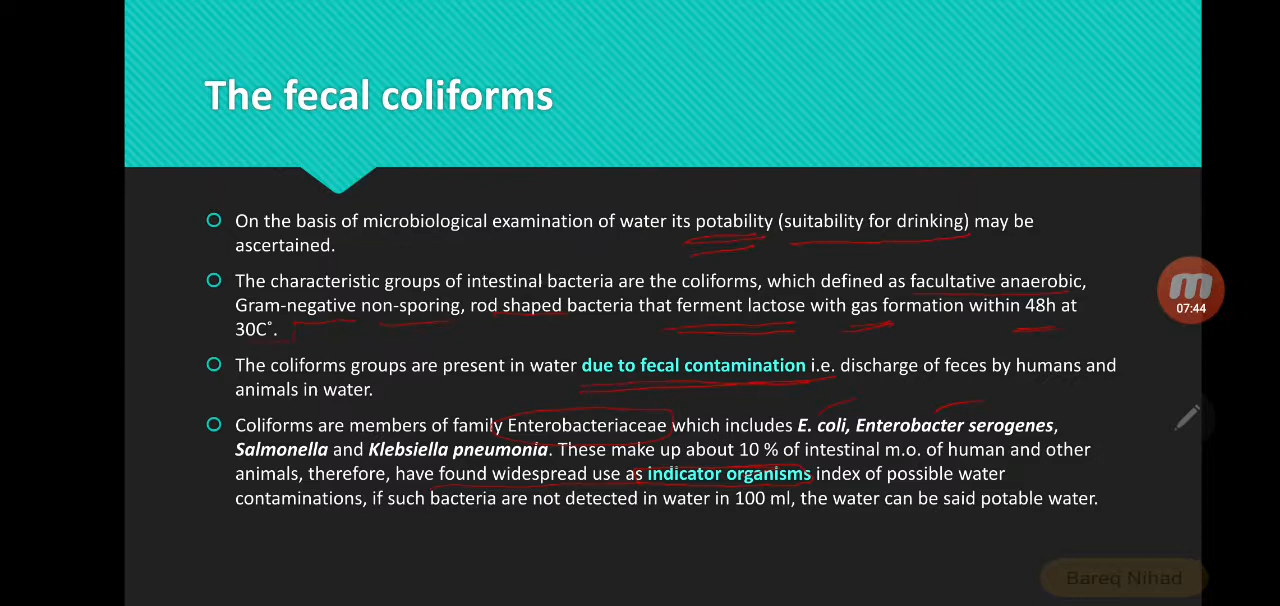 The fecal coliforms
On the basis of microbiological examination of water its potability (suitability for drinking) may be
ascertained.
The characteristic groups of intestinal bacteria are the coliforms, which defined as facultative anaerobic,
Gram-negative non-sporing, rod shaped bacteria that ferment lactose with gas formation within 48h at
30C°.
The coliforms groups are present in water due to fecal contamination i.e. discharge of feces by humans and
animals in water.
Coliforms are members of family Enterobacteriaceae which includes E. coli, Enterobacter serogenes,
Salmonella and Klebsiella pneumonia. These make up about 10 % of intestinal m.o. of human and other
animals, therefore, have found widespread use as indicator organisms index of possible water
contaminations, if such bacteria are not detected in water in 100 ml, the water can be said potable water.
07:44
Bareq Nihad